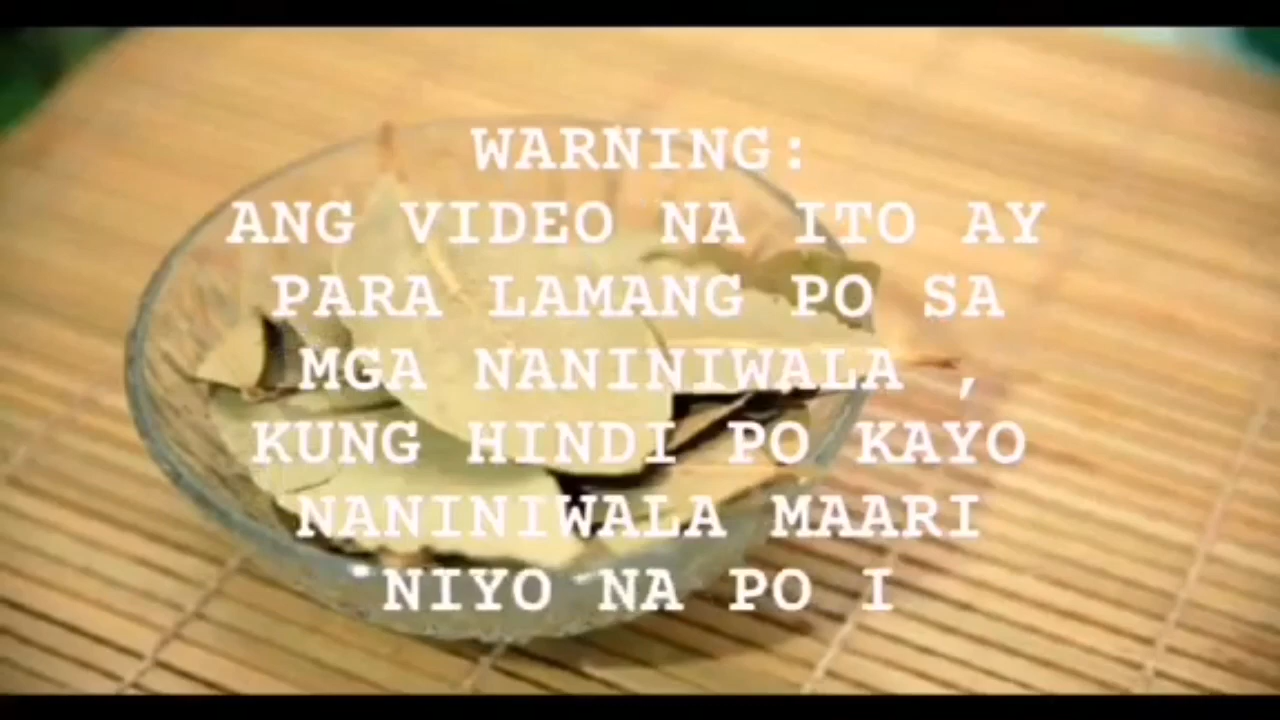 WARNING:
ANG VIDEO NA ITO AY
PARA LAMANG PO SA
MGA NANINIWALA ,
KUNG HINDI PO KAYO
NANINIWALA MAARI
NIYO NA PO I